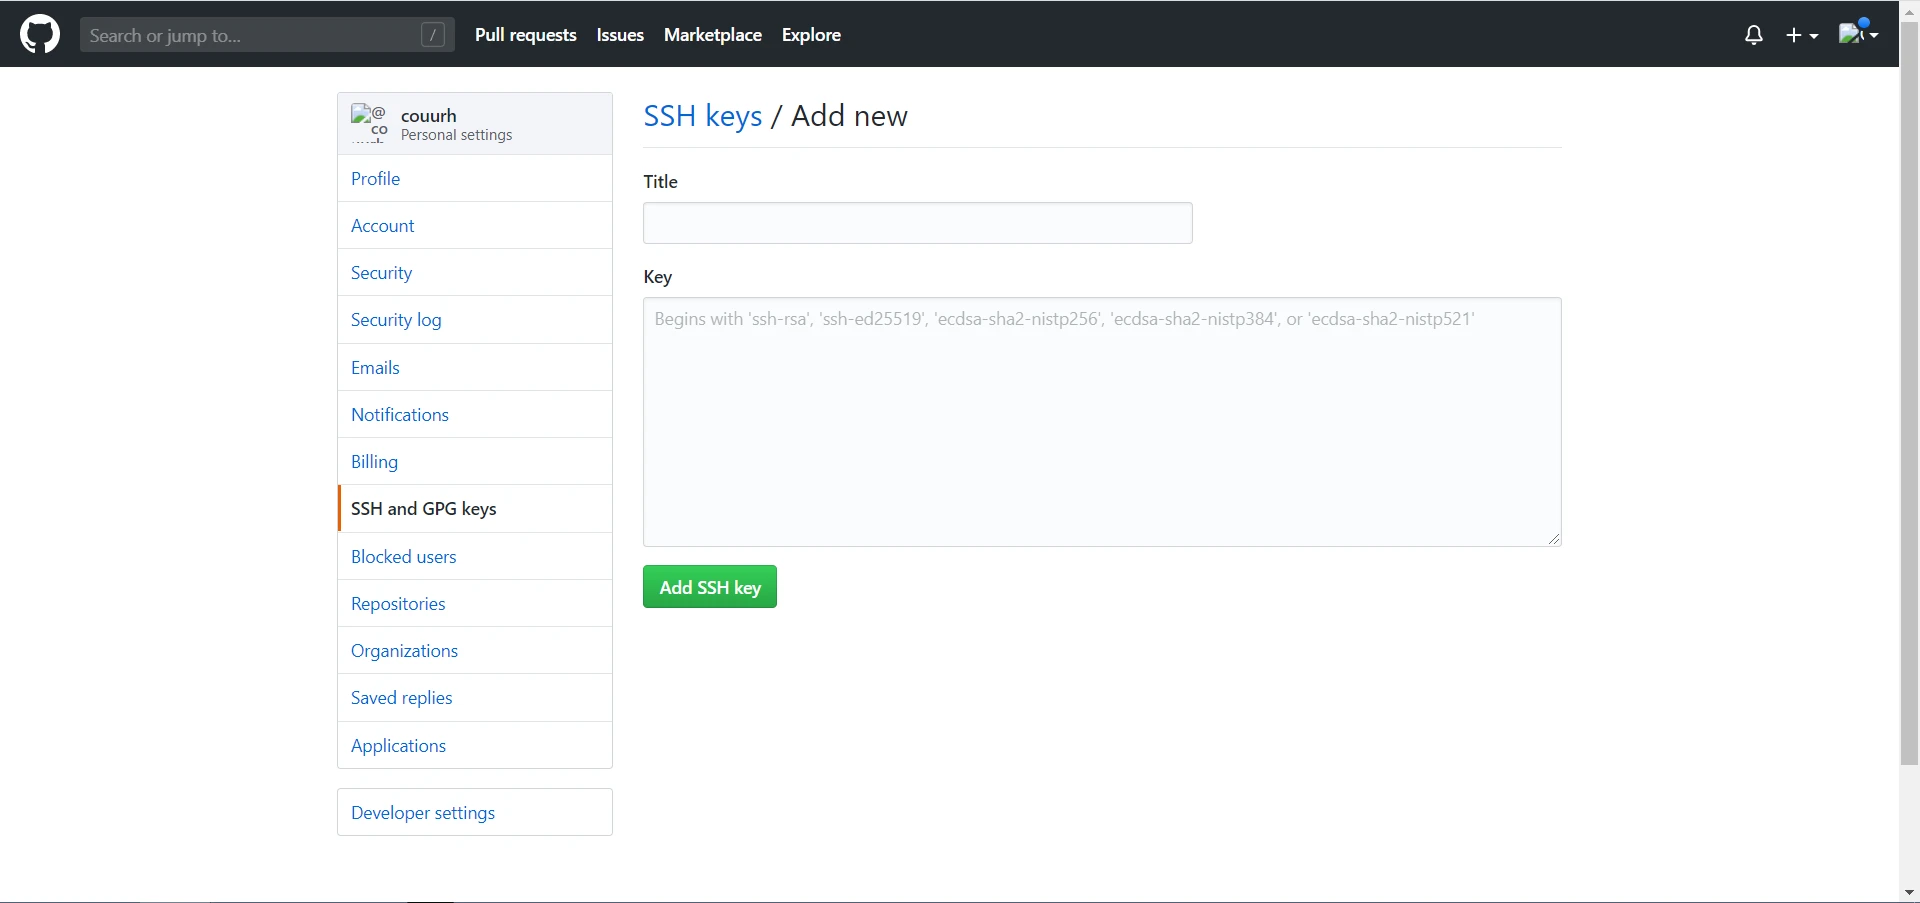 Search or jump to...
/
Pull requests
Issues
Marketplace
Explore
@
co
couurh
Personal settings
Profile
Account
Security
Security log
Emails
Notifications
Billing
SSH and GPG keys
Blocked users
Repositories
Organizations
Saved replies
Applications
Developer settings
SSH keys / Add new
Title
Key
Begins with 'ssh-rsa', 'ssh-ed25519', 'ecdsa-sha2-nistp256', 'ecdsa-sha2-nistp384', or 'ecdsa-sha2-nistp521'
Add SSH key